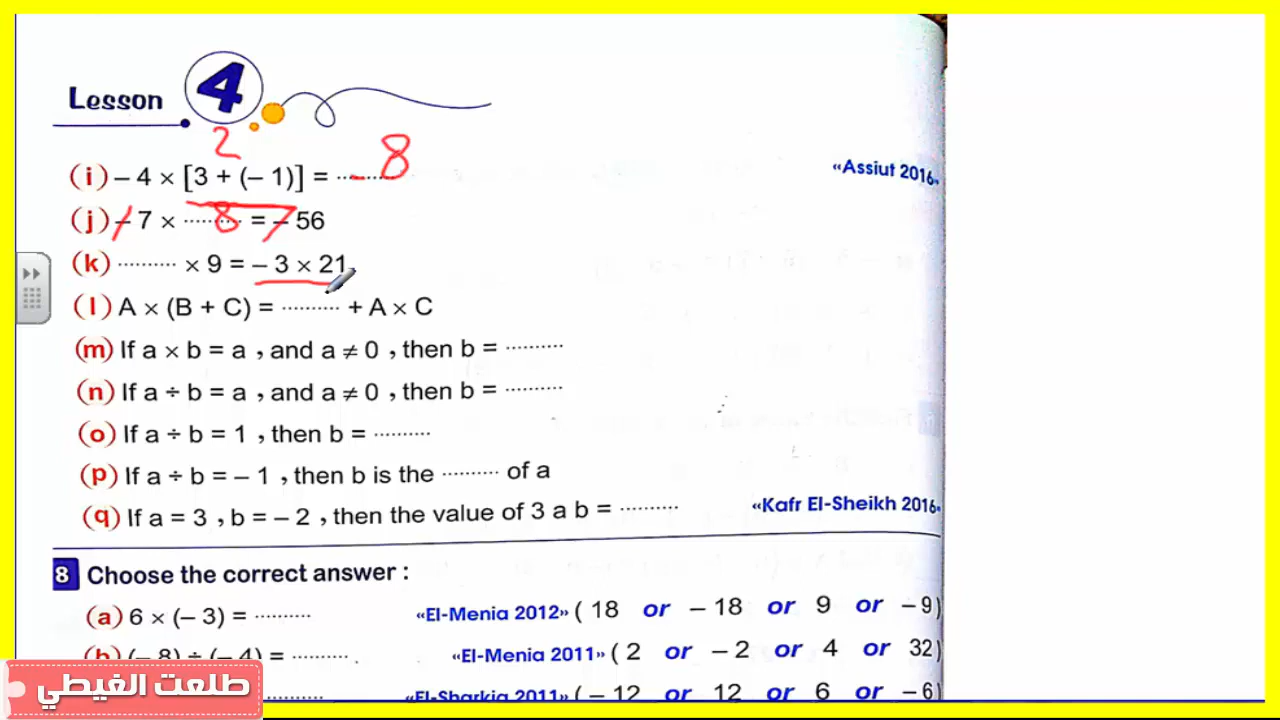 Lesson 4
2
(i) – 4 × [3 + (– 1)] = ......... – 8 «Assiut 2016»
(j) – 7 × ......... 8 = – 56
(k) .......... × 9 = – 3 × 21
(l) A × (B + C) = .......... + A × C
(m) If a × b = a , and a ≠ 0 , then b = ..........
(n) If a ÷ b = a , and a ≠ 0 , then b = ..........
(o) If a ÷ b = 1 , then b = ..........
(p) If a ÷ b = – 1 , then b is the .......... of a
(q) If a = 3 , b = – 2 , then the value of 3 a b = .......... «Kafr El-Sheikh 2016»
8 Choose the correct answer :
(a) 6 × (– 3) = .......... «El-Menia 2012» ( 18 or – 18 or 9 or – 9)
(b) (– 8) ÷ (– 4) = .......... «El-Menia 2011» ( 2 or – 2 or 4 or 32)
.......... «El-Sharkia 2011» ( – 12 or 12 or 6 or – 6)
طلعت الغيطي